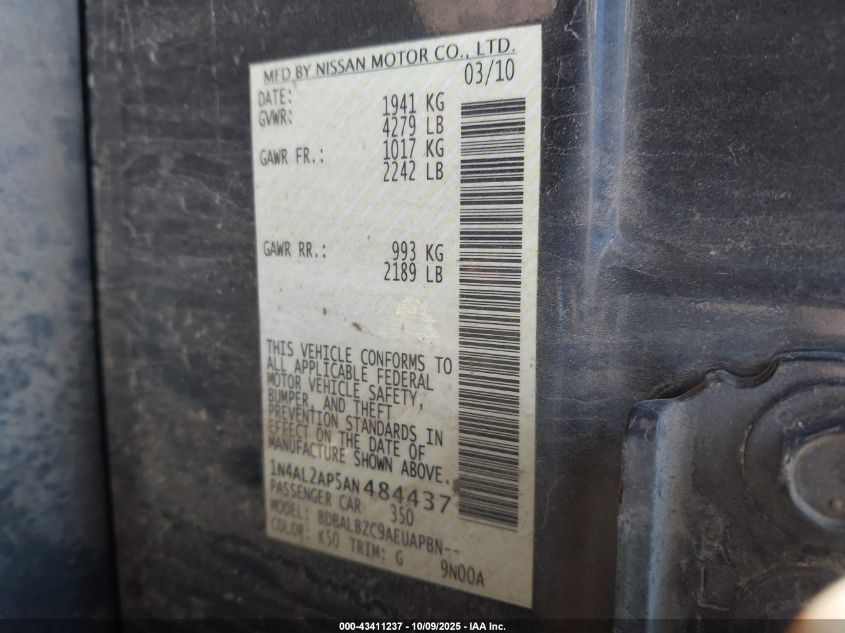 MFD BY NISSAN MOTOR CO., LTD.
DATE: 03/10
GVWR: 1941 KG
4279 LB
GAWR FR.: 1017 KG
2242 LB
GAWR RR.: 993 KG
2189 LB
THIS VEHICLE CONFORMS TO
ALL APPLICABLE FEDERAL
MOTOR VEHICLE SAFETY,
BUMPER, AND THEFT
PREVENTION STANDARDS IN
EFFECT ON THE DATE OF
MANUFACTURE SHOWN ABOVE.
1N4AL2AP5AN484437
PASSENGER CAR 350
MODEL: BDBALBZC9AEUAPBN--
COLOR: K50 TRIM: G 9N00A
000-43411237 - 10/09/2025 - IAA Inc.